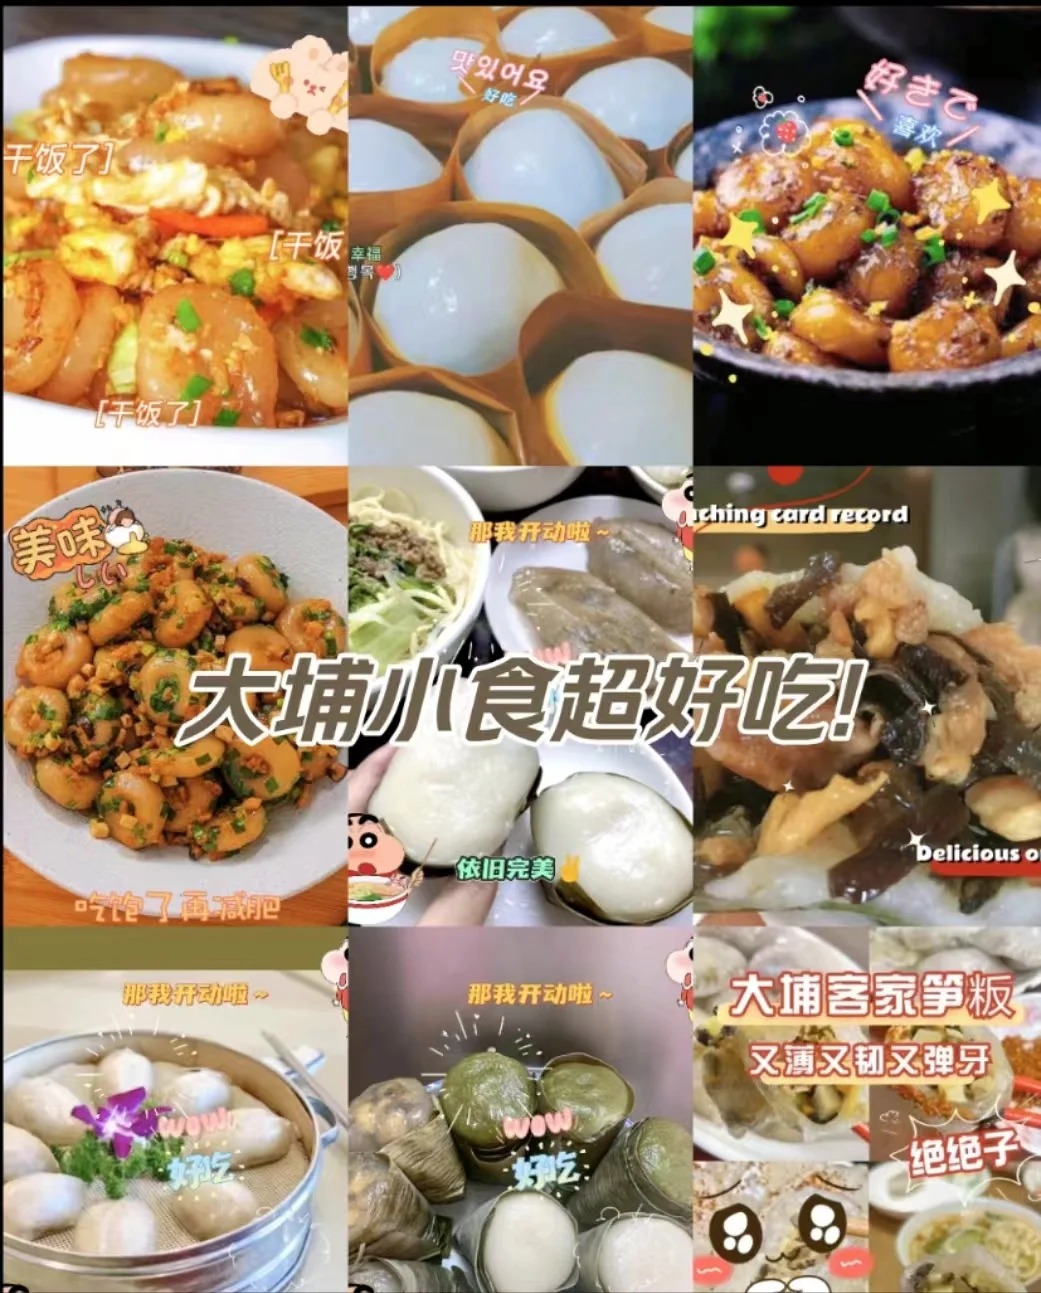 干饭了]
[干饭
[干饭了]
맛있어요
好吃
幸福
好きで
喜欢
美味
しい
吃饱了再减肥
那我开动啦~
依旧完美✌
ching card record
Delicious o
大埔小食超好吃!
那我开动啦~
wow
好吃
那我开动啦~
wow
好吃
大埔客家笋粄
又薄又韧又弹牙
绝绝子